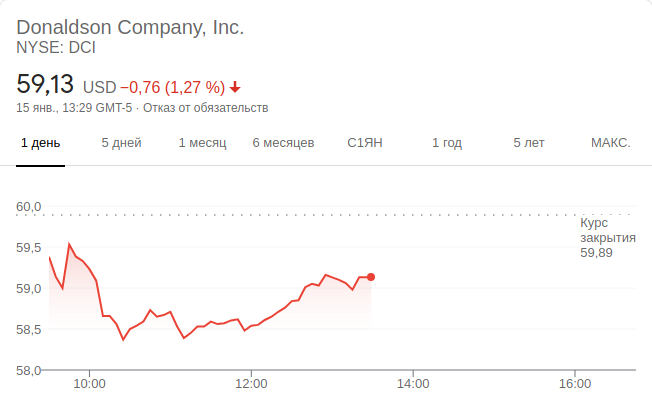 Donaldson Company, Inc.
NYSE: DCI
59,13 USD −0,76 (1,27 %)
15 янв., 13:29 GMT-5 · Отказ от обязательств
1 день 5 дней 1 месяц 6 месяцев С1ЯН 1 год 5 лет МАКС.
60,0
Курс
закрытия
59,89
59,5
59,0
58,5
58,0
10:00 12:00 14:00 16:00